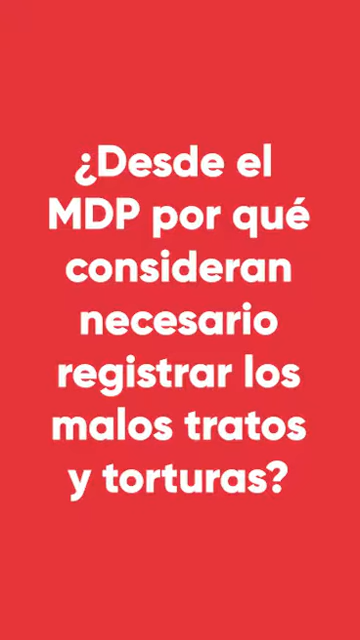 ¿Desde el
MDP por qué
consideran
necesario
registrar los
malos tratos
y torturas?